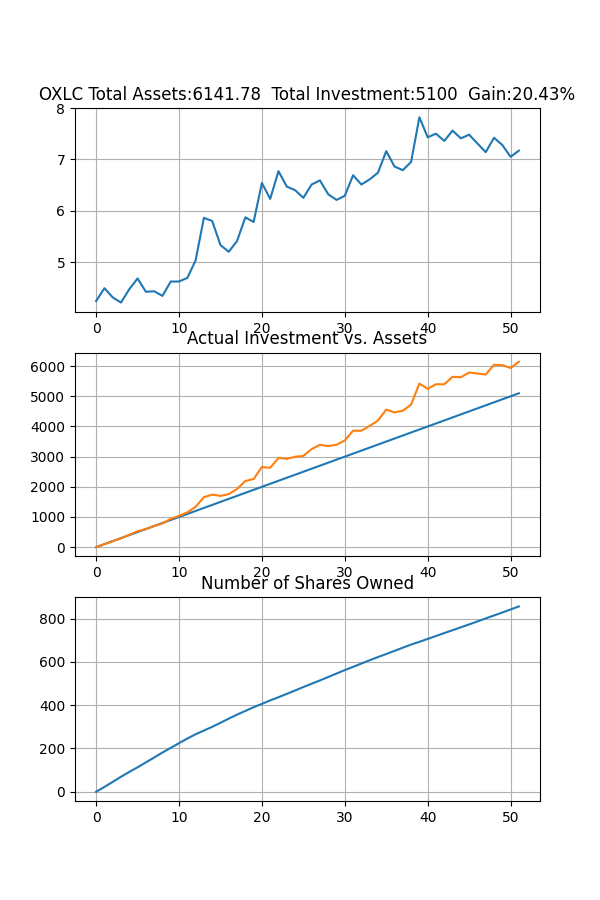 OXLC Total Assets:6141.78  Total Investment:5100  Gain:20.43%
8
7
6
5
0 10 20 30 40 50
Actual Investment vs. Assets
6000
5000
4000
3000
2000
1000
0
0 10 20 30 40 50
Number of Shares Owned
800
600
400
200
0
0 10 20 30 40 50